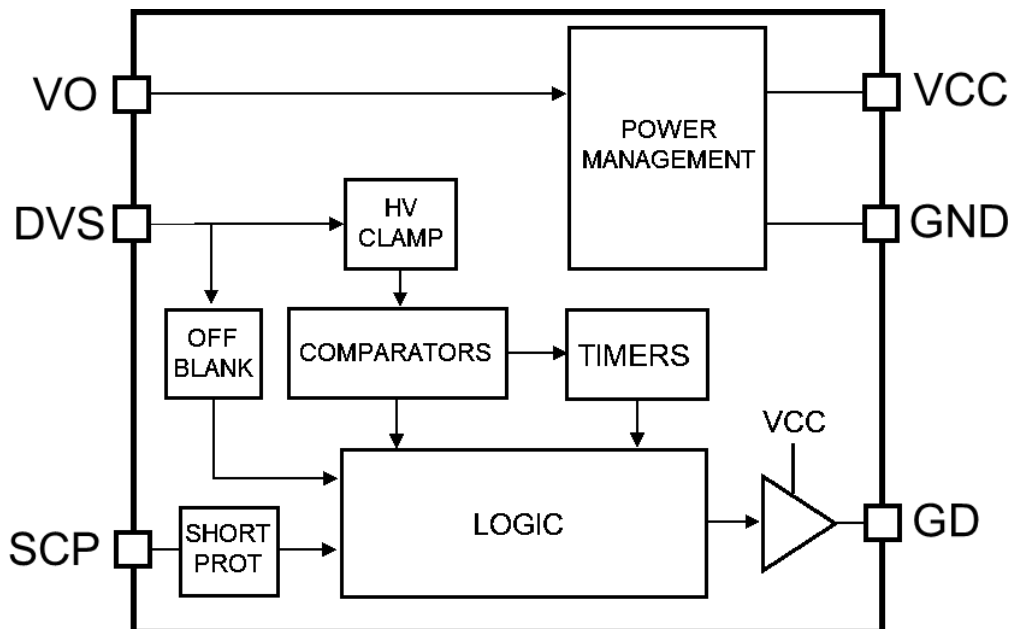 VO
POWER
MANAGEMENT
VCC
DVS
HV
CLAMP
GND
OFF
BLANK
COMPARATORS
TIMERS
VCC
SCP
SHORT
PROT
LOGIC
GD